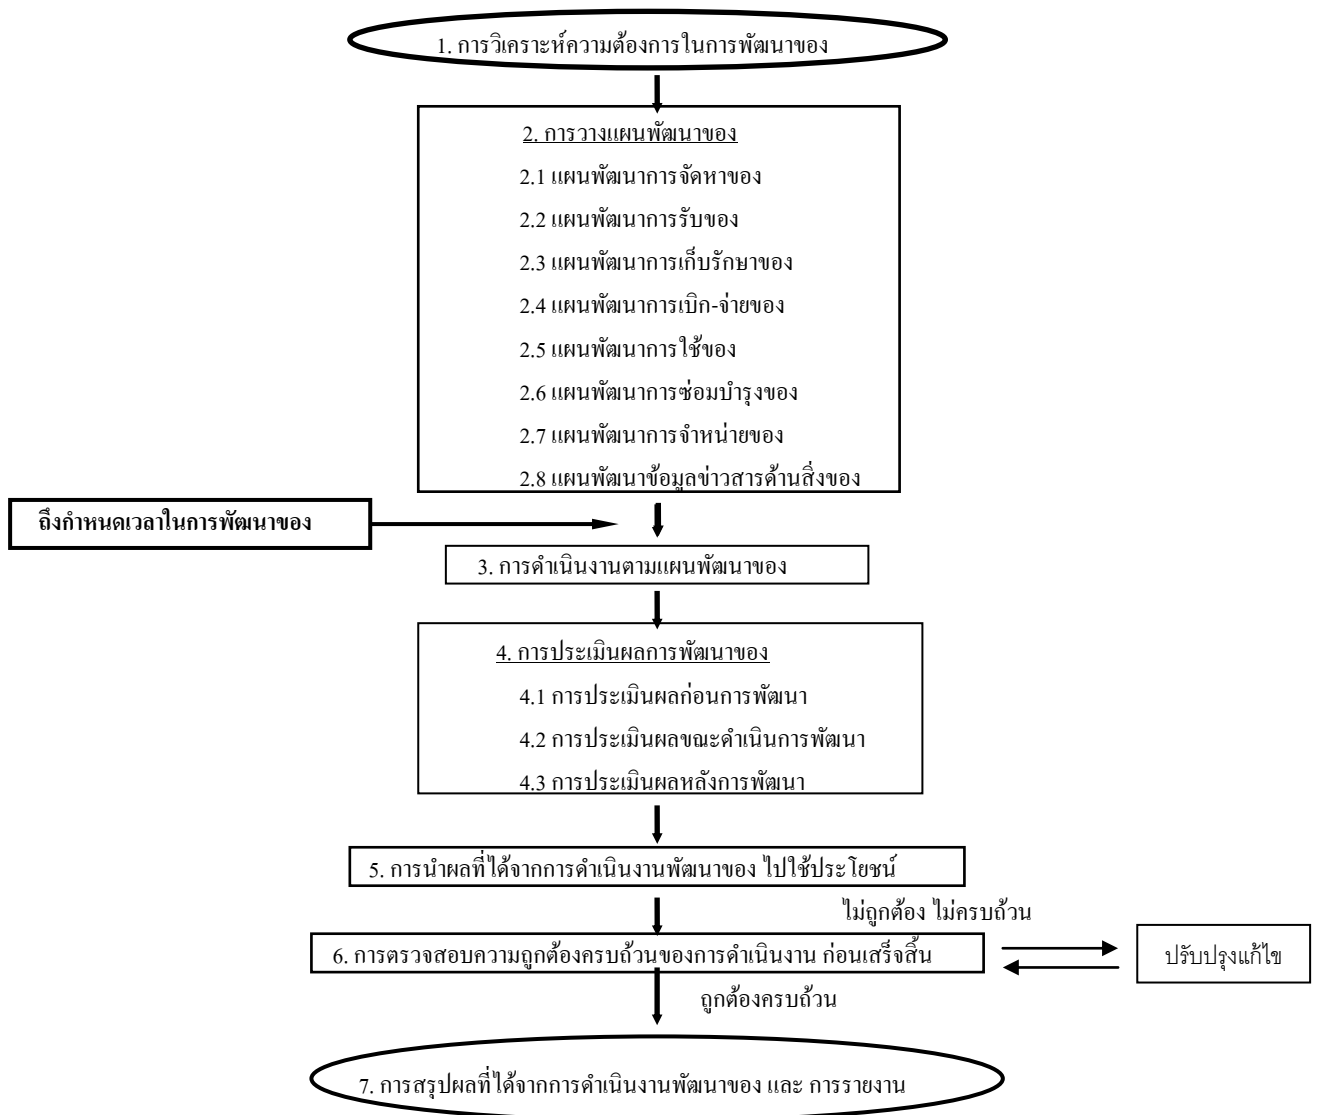 1. การวิเคราะห์ความต้องการในการพัฒนาของ
2. การวางแผนพัฒนาของ
2.1 แผนพัฒนาการจัดหาของ
2.2 แผนพัฒนาการรับของ
2.3 แผนพัฒนาการเก็บรักษาของ
2.4 แผนพัฒนาการเบิก-จ่ายของ
2.5 แผนพัฒนาการใช้ของ
2.6 แผนพัฒนาการซ่อมบำรุงของ
2.7 แผนพัฒนาการจำหน่ายของ
2.8 แผนพัฒนาข้อมูลข่าวสารด้านสิ่งของ
ถึงกำหนดเวลาในการพัฒนาของ
3. การดำเนินงานตามแผนพัฒนาของ
4. การประเมินผลการพัฒนาของ
4.1 การประเมินผลก่อนการพัฒนา
4.2 การประเมินผลขณะดำเนินการพัฒนา
4.3 การประเมินผลหลังการพัฒนา
5. การนำผลที่ได้จากการดำเนินงานพัฒนาของ ไปใช้ประโยชน์
ไม่ถูกต้อง ไม่ครบถ้วน
6. การตรวจสอบความถูกต้องครบถ้วนของการดำเนินงาน ก่อนเสร็จสิ้น
ปรับปรุงแก้ไข
ถูกต้องครบถ้วน
7. การสรุปผลที่ได้จากการดำเนินงานพัฒนาของ และ การรายงาน